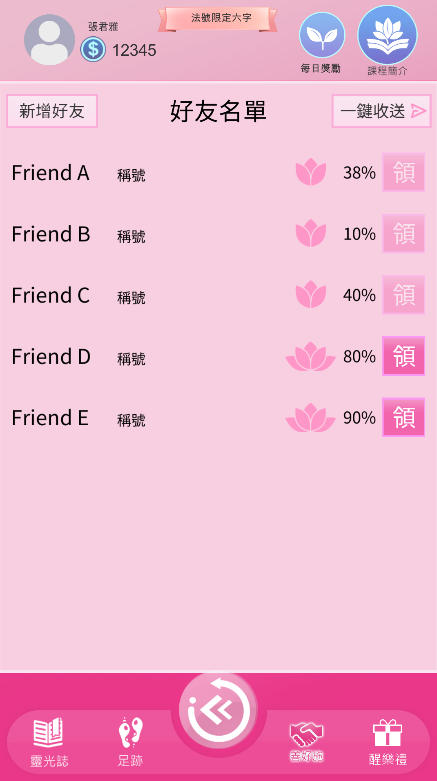 張君雅
$ 12345
法號限定六字
每日獎勵
課程簡介
新增好友
好友名單
一鍵收送
Friend A 稱號 38% 領
Friend B 稱號 10% 領
Friend C 稱號 40% 領
Friend D 稱號 80% 領
Friend E 稱號 90% 領
靈光誌
足跡
善好施
醒樂禮